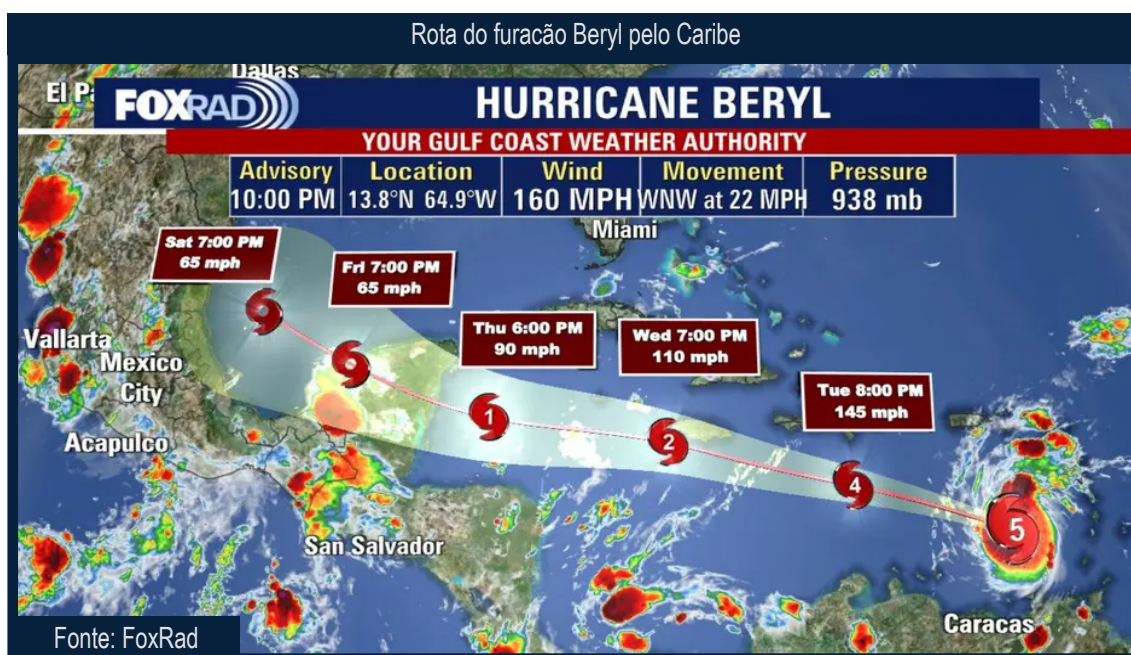 Rota do furacão Beryl pelo Caribe
Dallas
El Pa
FOXRAD
HURRICANE BERYL
YOUR GULF COAST WEATHER AUTHORITY
Advisory Location Wind Movement Pressure
10:00 PM 13.8°N 64.9°W 160 MPH WNW at 22 MPH 938 mb
Miami
Sat 7:00 PM
65 mph
Fri 7:00 PM
65 mph
Thu 6:00 PM
90 mph
Wed 7:00 PM
110 mph
Tue 8:00 PM
145 mph
Vallarta
Mexico
City
Acapulco
1
2
4
5
San Salvador
Caracas
Fonte: FoxRad